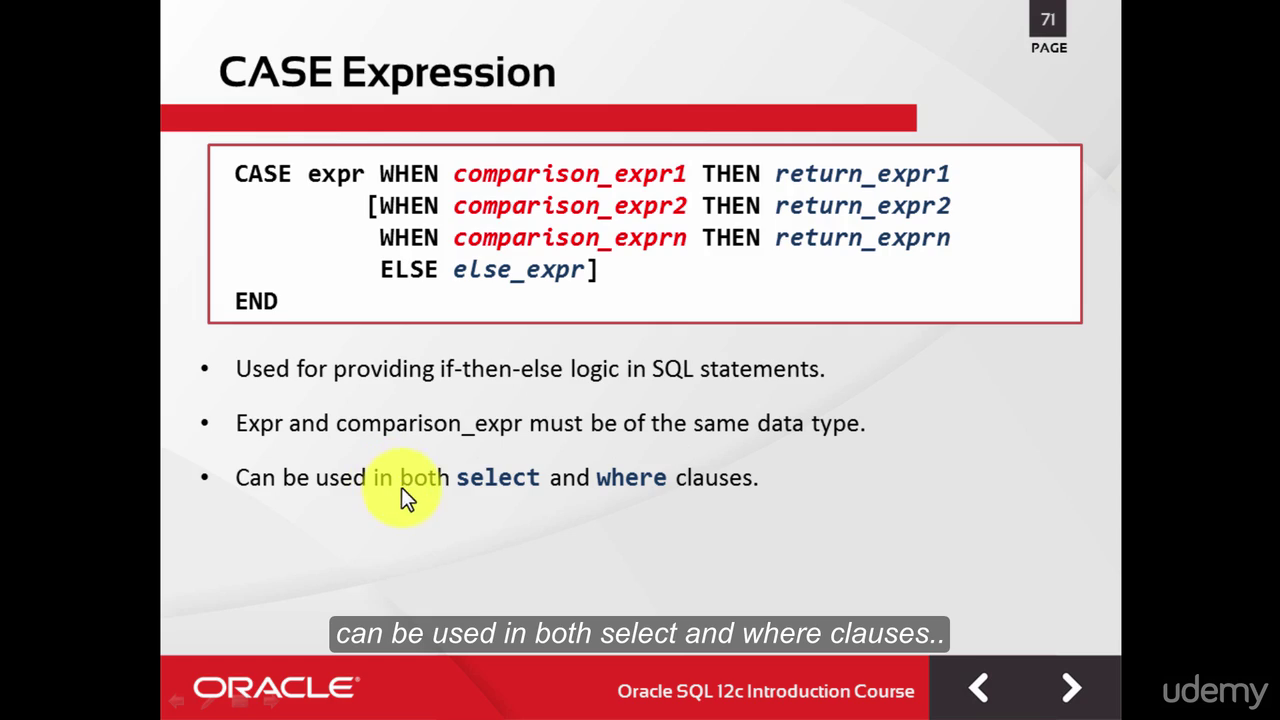 71
PAGE
CASE Expression
CASE expr WHEN comparison_expr1 THEN return_expr1
[WHEN comparison_expr2 THEN return_expr2
WHEN comparison_exprn THEN return_exprn
ELSE else_expr]
END
• Used for providing if-then-else logic in SQL statements.
• Expr and comparison_expr must be of the same data type.
• Can be used in both select and where clauses.
can be used in both select and where clauses..
ORACLE®
Oracle SQL 12c Introduction Course
udemy